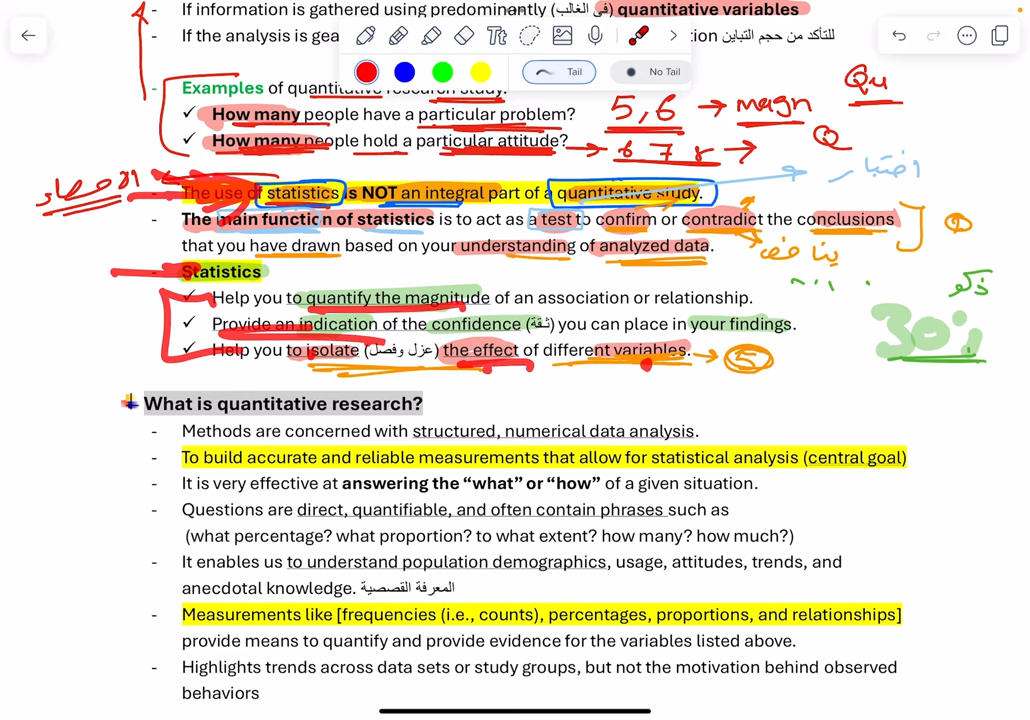 - If information is gathered using predominantly (في الغالب) quantitative variables
- If the analysis is gea
tion للتأكد من حجم التباين
Tail
No Tail
- Examples of quantitative research study:
✓ How many people have a particular problem?
5,6 → magn
Qu
✓ How many people hold a particular attitude?
→ 6 7 8 → Q
الاحصاء
اختبار
- The use of statistics is NOT an integral part of a quantitative study.
- The main function of statistics is to act as a test to confirm or contradict the conclusions
that you have drawn based on your understanding of analyzed data.
يناقض
①
- Statistics
✓ Help you to quantify the magnitude of an association or relationship.
✓ Provide an indication of the confidence (ثقة) you can place in your findings.
30
✓ Help you to isolate (عزل وفصل) the effect of different variables. → 5
What is quantitative research?
- Methods are concerned with structured, numerical data analysis.
- To build accurate and reliable measurements that allow for statistical analysis (central goal)
- It is very effective at answering the “what” or “how” of a given situation.
- Questions are direct, quantifiable, and often contain phrases such as
(what percentage? what proportion? to what extent? how many? how much?)
- It enables us to understand population demographics, usage, attitudes, trends, and
anecdotal knowledge. المعرفة القصصية
- Measurements like [frequencies (i.e., counts), percentages, proportions, and relationships]
provide means to quantify and provide evidence for the variables listed above.
- Highlights trends across data sets or study groups, but not the motivation behind observed
behaviors